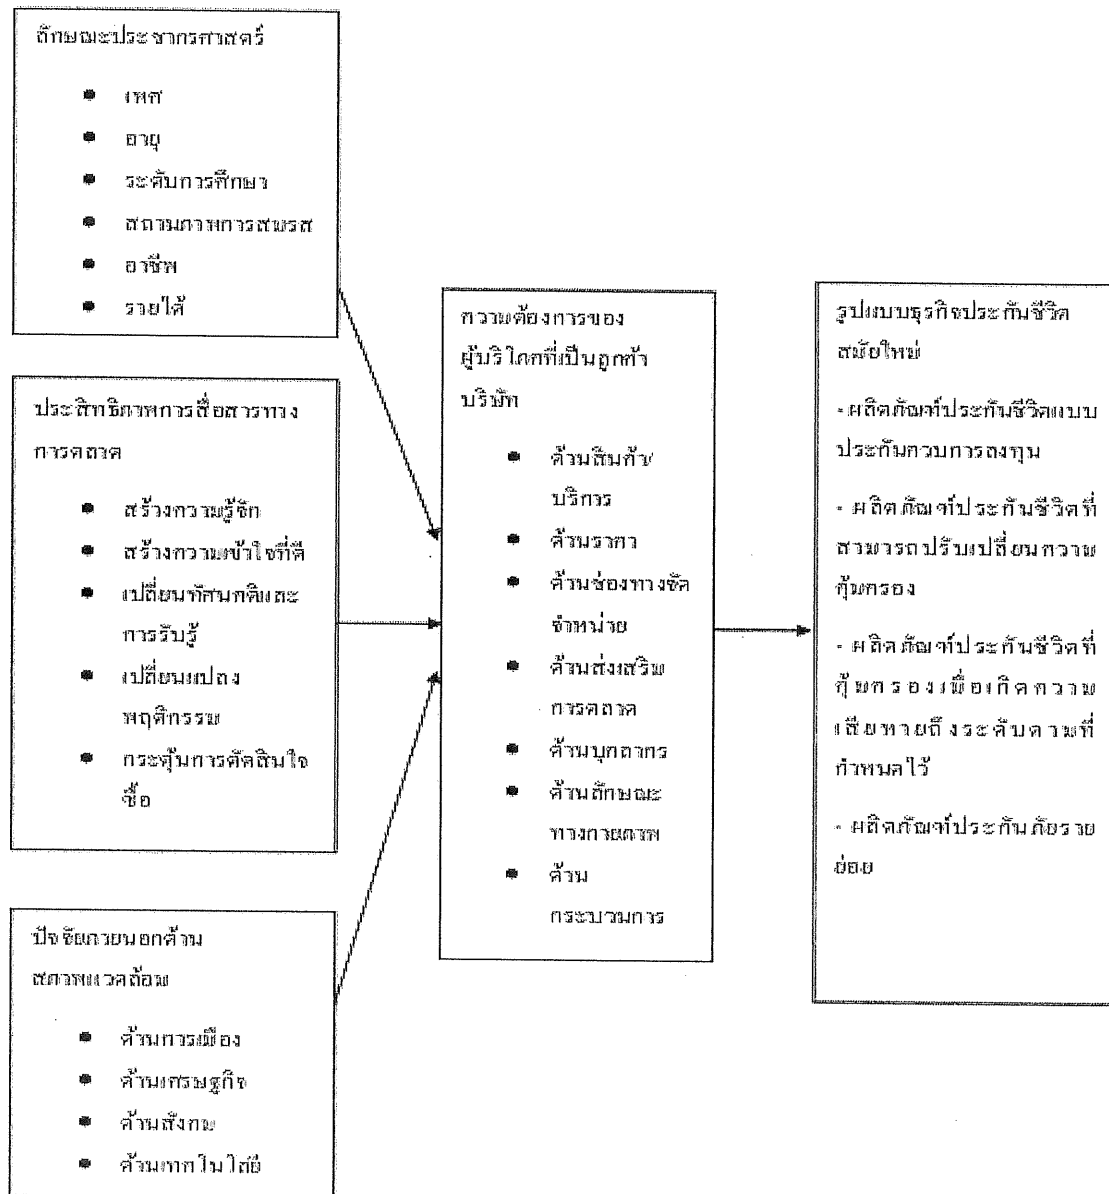 ลักษณะประชากรศาสตร์
● เพศ
● อายุ
● ระดับการศึกษา
● สถานภาพการสมรส
● อาชีพ
● รายได้
ประสิทธิภาพการสื่อสารทาง
การตลาด
● สร้างความรู้จัก
● สร้างความเข้าใจที่ดี
● เปลี่ยนทัศนคติและ
การรับรู้
● เปลี่ยนแปลง
พฤติกรรม
● กระตุ้นการตัดสินใจ
ซื้อ
ปัจจัยภายนอกด้าน
สภาพแวดล้อม
● ด้านการเมือง
● ด้านเศรษฐกิจ
● ด้านสังคม
● ด้านเทคโนโลยี
ความต้องการของ
ผู้บริโภคที่เป็นลูกค้า
บริษัท
● ด้านสินค้า/
บริการ
● ด้านราคา
● ด้านช่องทางจัด
จำหน่าย
● ด้านส่งเสริม
การตลาด
● ด้านบุคลากร
● ด้านลักษณะ
ทางกายภาพ
● ด้าน
กระบวนการ
รูปแบบธุรกิจประกันชีวิต
สมัยใหม่
- ผลิตภัณฑ์ประกันชีวิตแบบ
ประกันควบการลงทุน
- ผลิตภัณฑ์ประกันชีวิตที่
สามารถปรับเปลี่ยนความ
คุ้มครอง
- ผลิตภัณฑ์ประกันชีวิตที่
คุ้มครองเมื่อเกิดความ
เสียหายถึงระดับตามที่
กำหนดไว้
- ผลิตภัณฑ์ประกันภัยราย
ย่อย